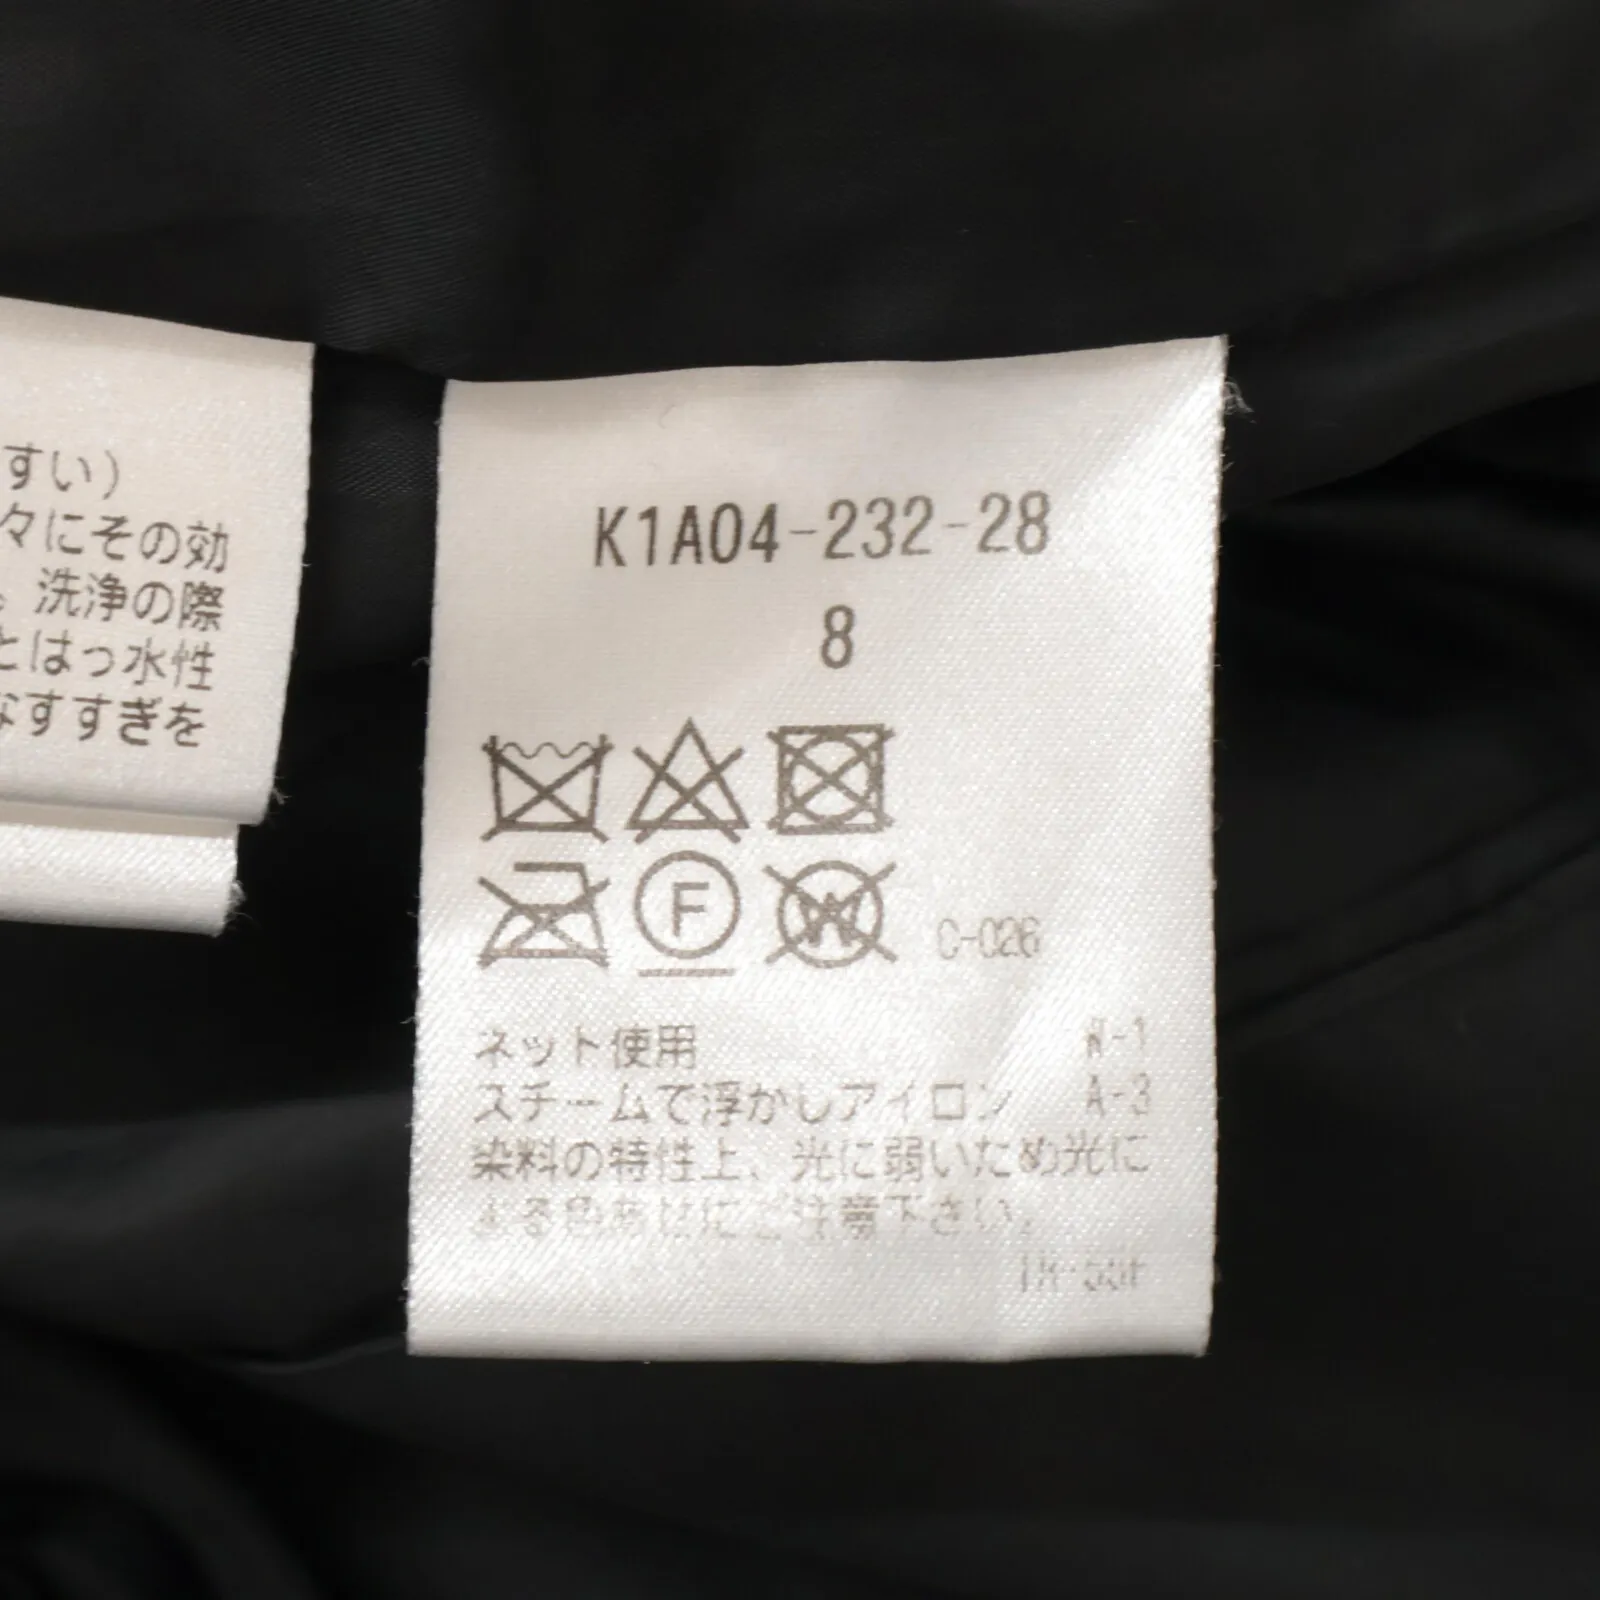 すい)
々にその効
。洗浄の際
とはっ水性
なすすぎを
K1A04-232-28
8
F
W
C-026
ネット使用 W-1
スチームで浮かしアイロン A-3
染料の特性上、光に弱いため光に
よる色あせにご注意下さい。